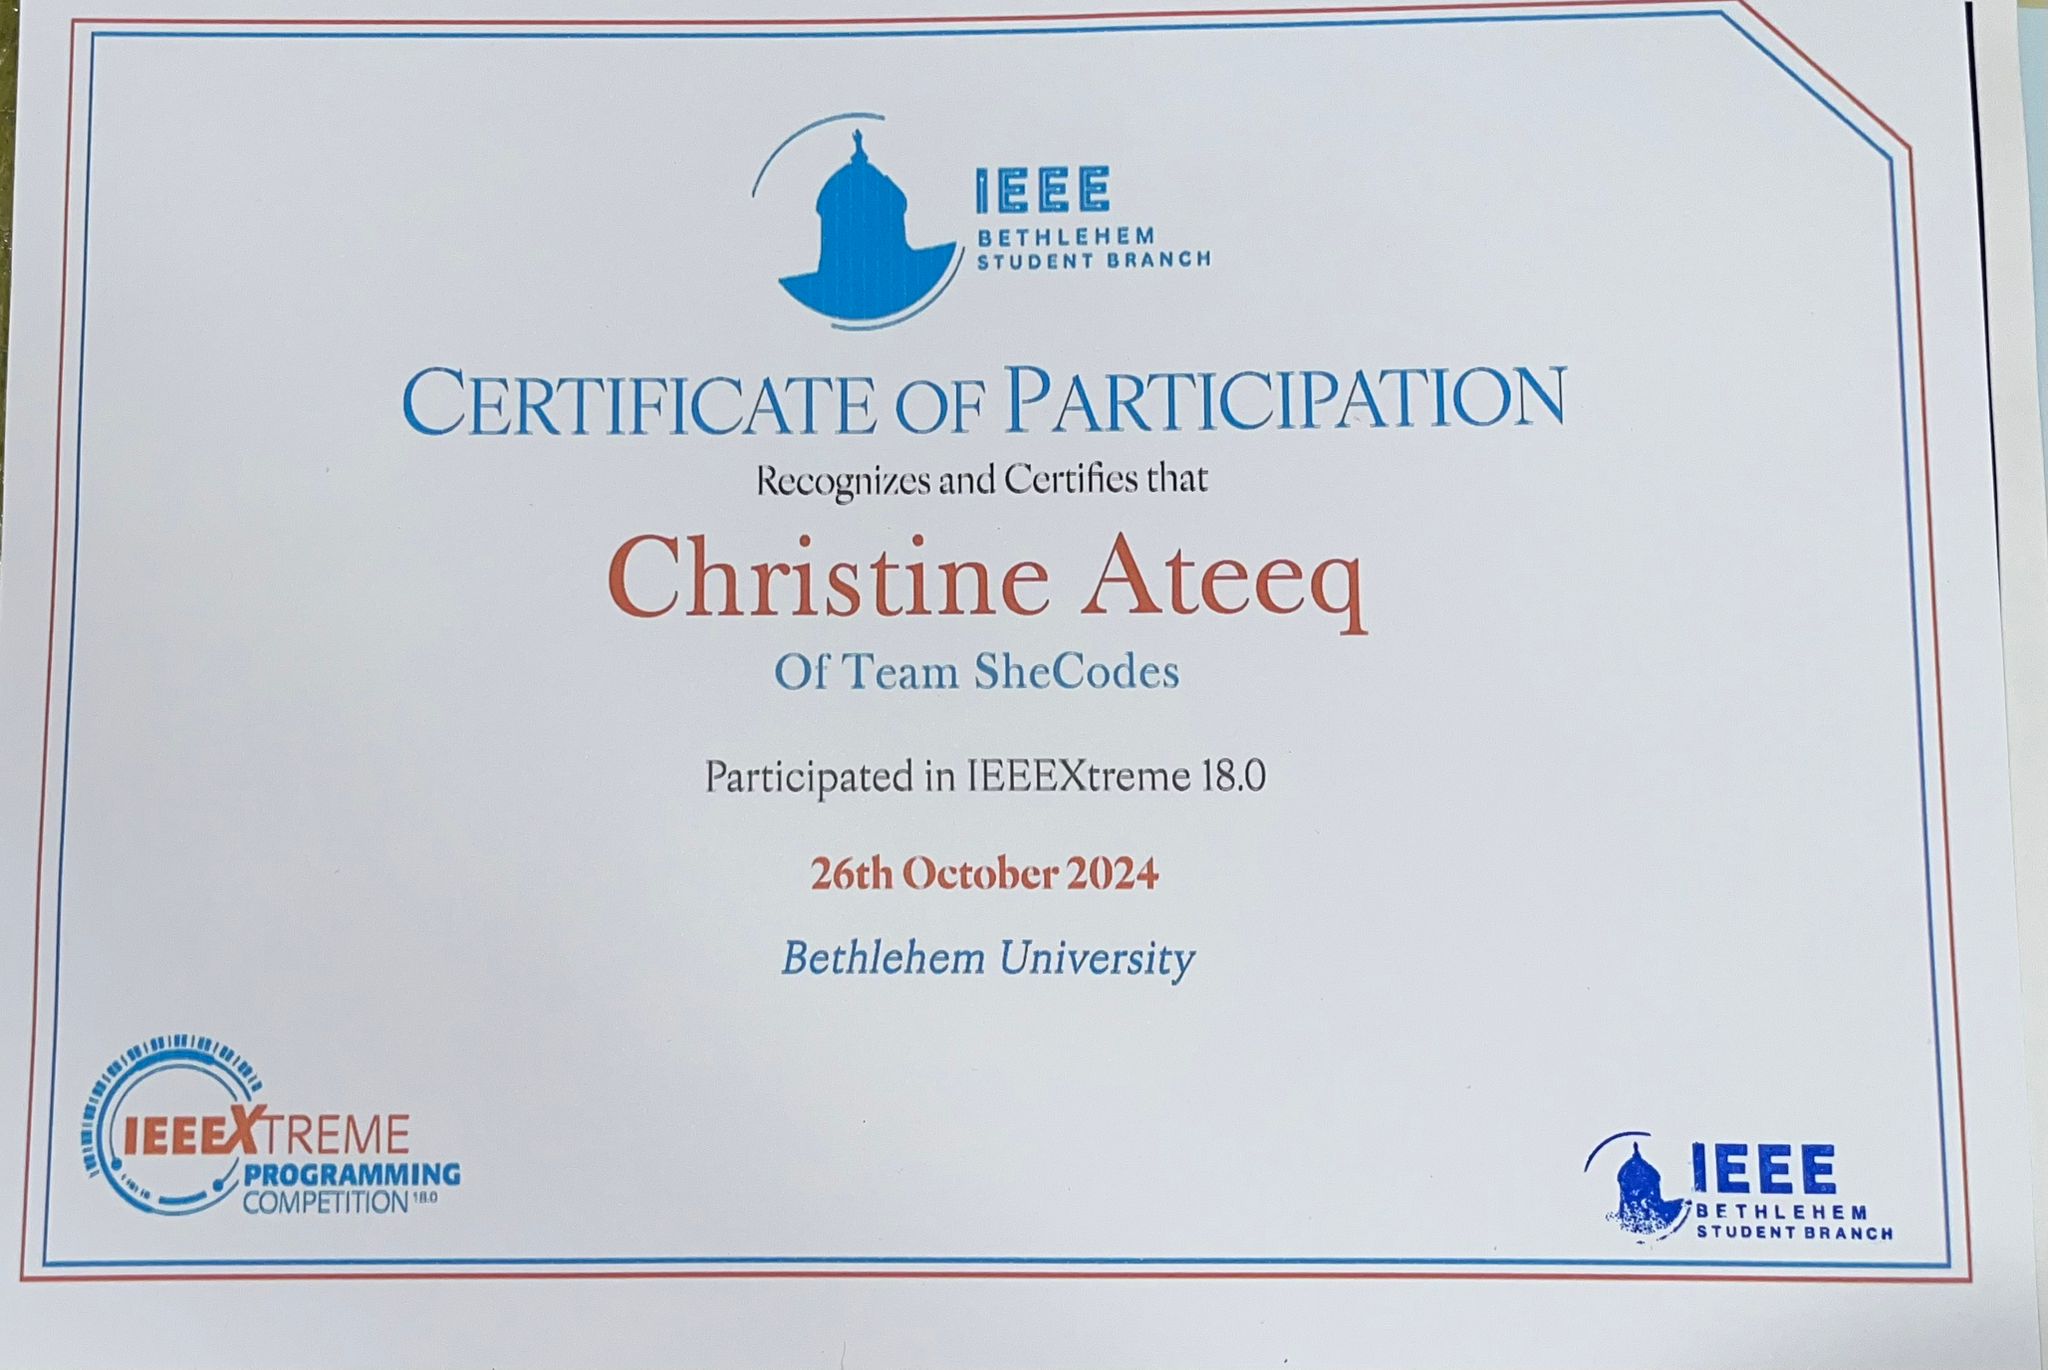 IEEE
BETHLEHEM
STUDENT BRANCH
CERTIFICATE OF PARTICIPATION
Recognizes and Certifies that
Christine Ateeq
Of Team SheCodes
Participated in IEEEXtreme 18.0
26th October 2024
Bethlehem University
IEEEXTREME
PROGRAMMING
COMPETITION 18.0
IEEE
BETHLEHEM
STUDENT BRANCH